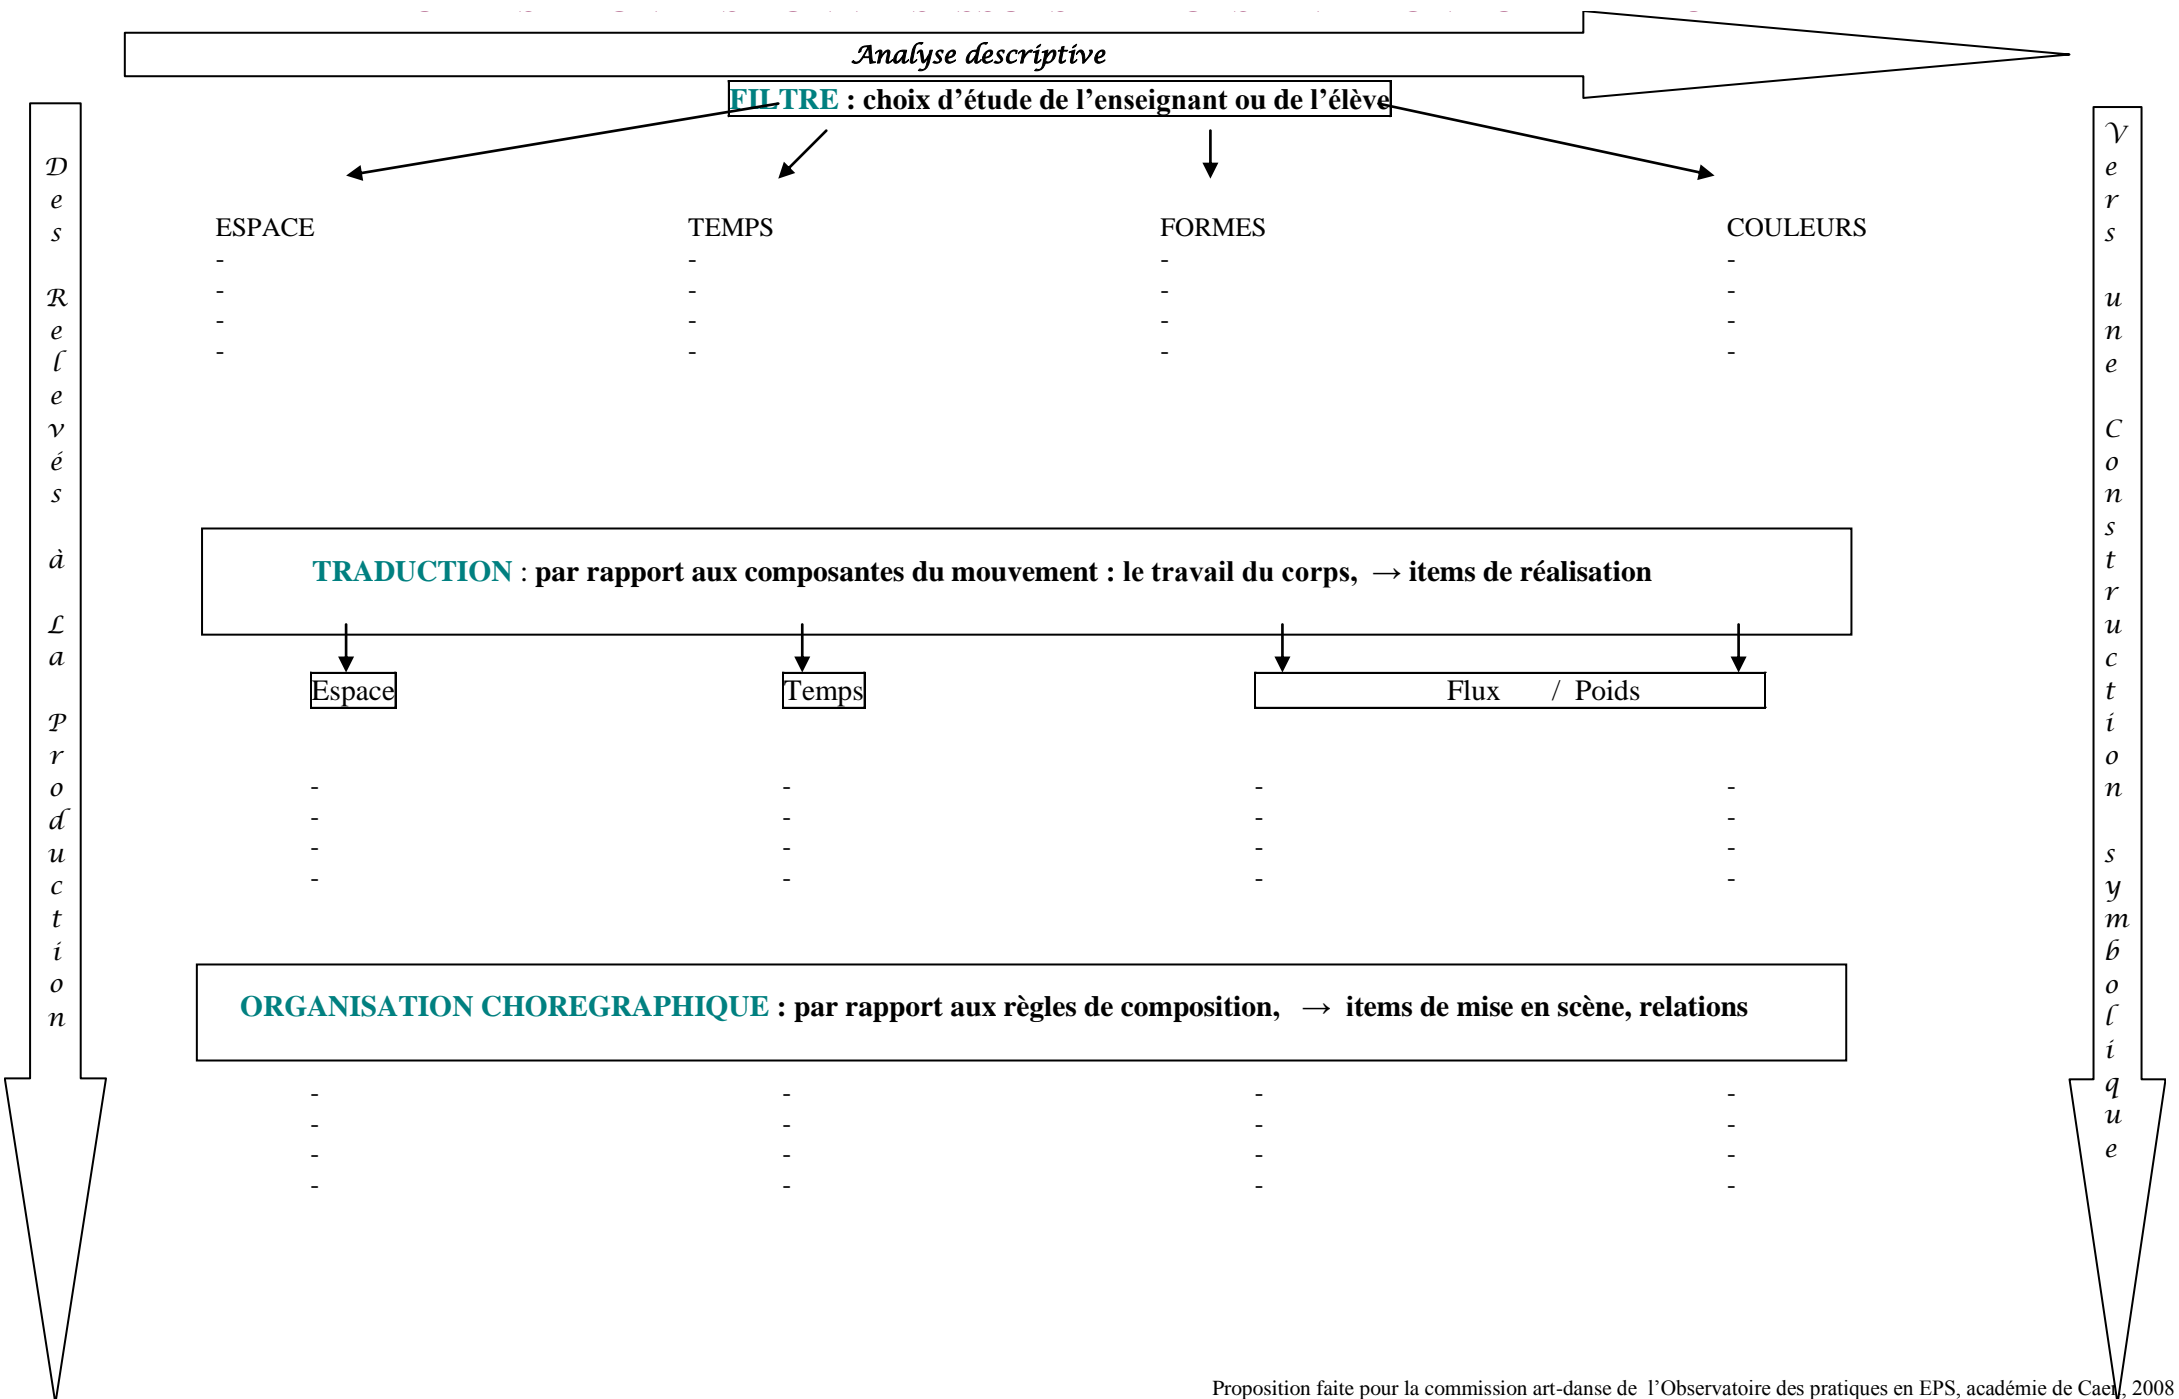 Analyse descriptive
FILTRE : choix d’étude de l’enseignant ou de l’élève
Des Relevés à La Production
Vers une Construction symbolique
ESPACE TEMPS FORMES COULEURS
- - - -
- - - -
- - - -
- - - -
TRADUCTION : par rapport aux composantes du mouvement : le travail du corps, → items de réalisation
Espace Temps Flux / Poids
- - - -
- - - -
- - - -
- - - -
ORGANISATION CHOREGRAPHIQUE : par rapport aux règles de composition, → items de mise en scène, relations
- - - -
- - - -
- - - -
- - - -
Proposition faite pour la commission art-danse de l’Observatoire des pratiques en EPS, académie de Caen, 2008